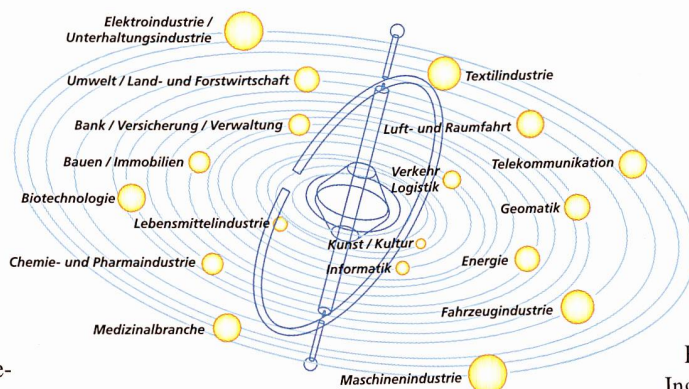 Elektroindustrie /
Unterhaltungsindustrie
Textilindustrie
Umwelt / Land- und Forstwirtschaft
Bank / Versicherung / Verwaltung
Luft- und Raumfahrt
Bauen / Immobilien
Telekommunikation
Verkehr
Logistik
Biotechnologie
Geomatik
Lebensmittelindustrie
Kunst / Kultur
Chemie- und Pharmaindustrie
Informatik
Energie
Fahrzeugindustrie
Medizinalbranche
Maschinenindustrie